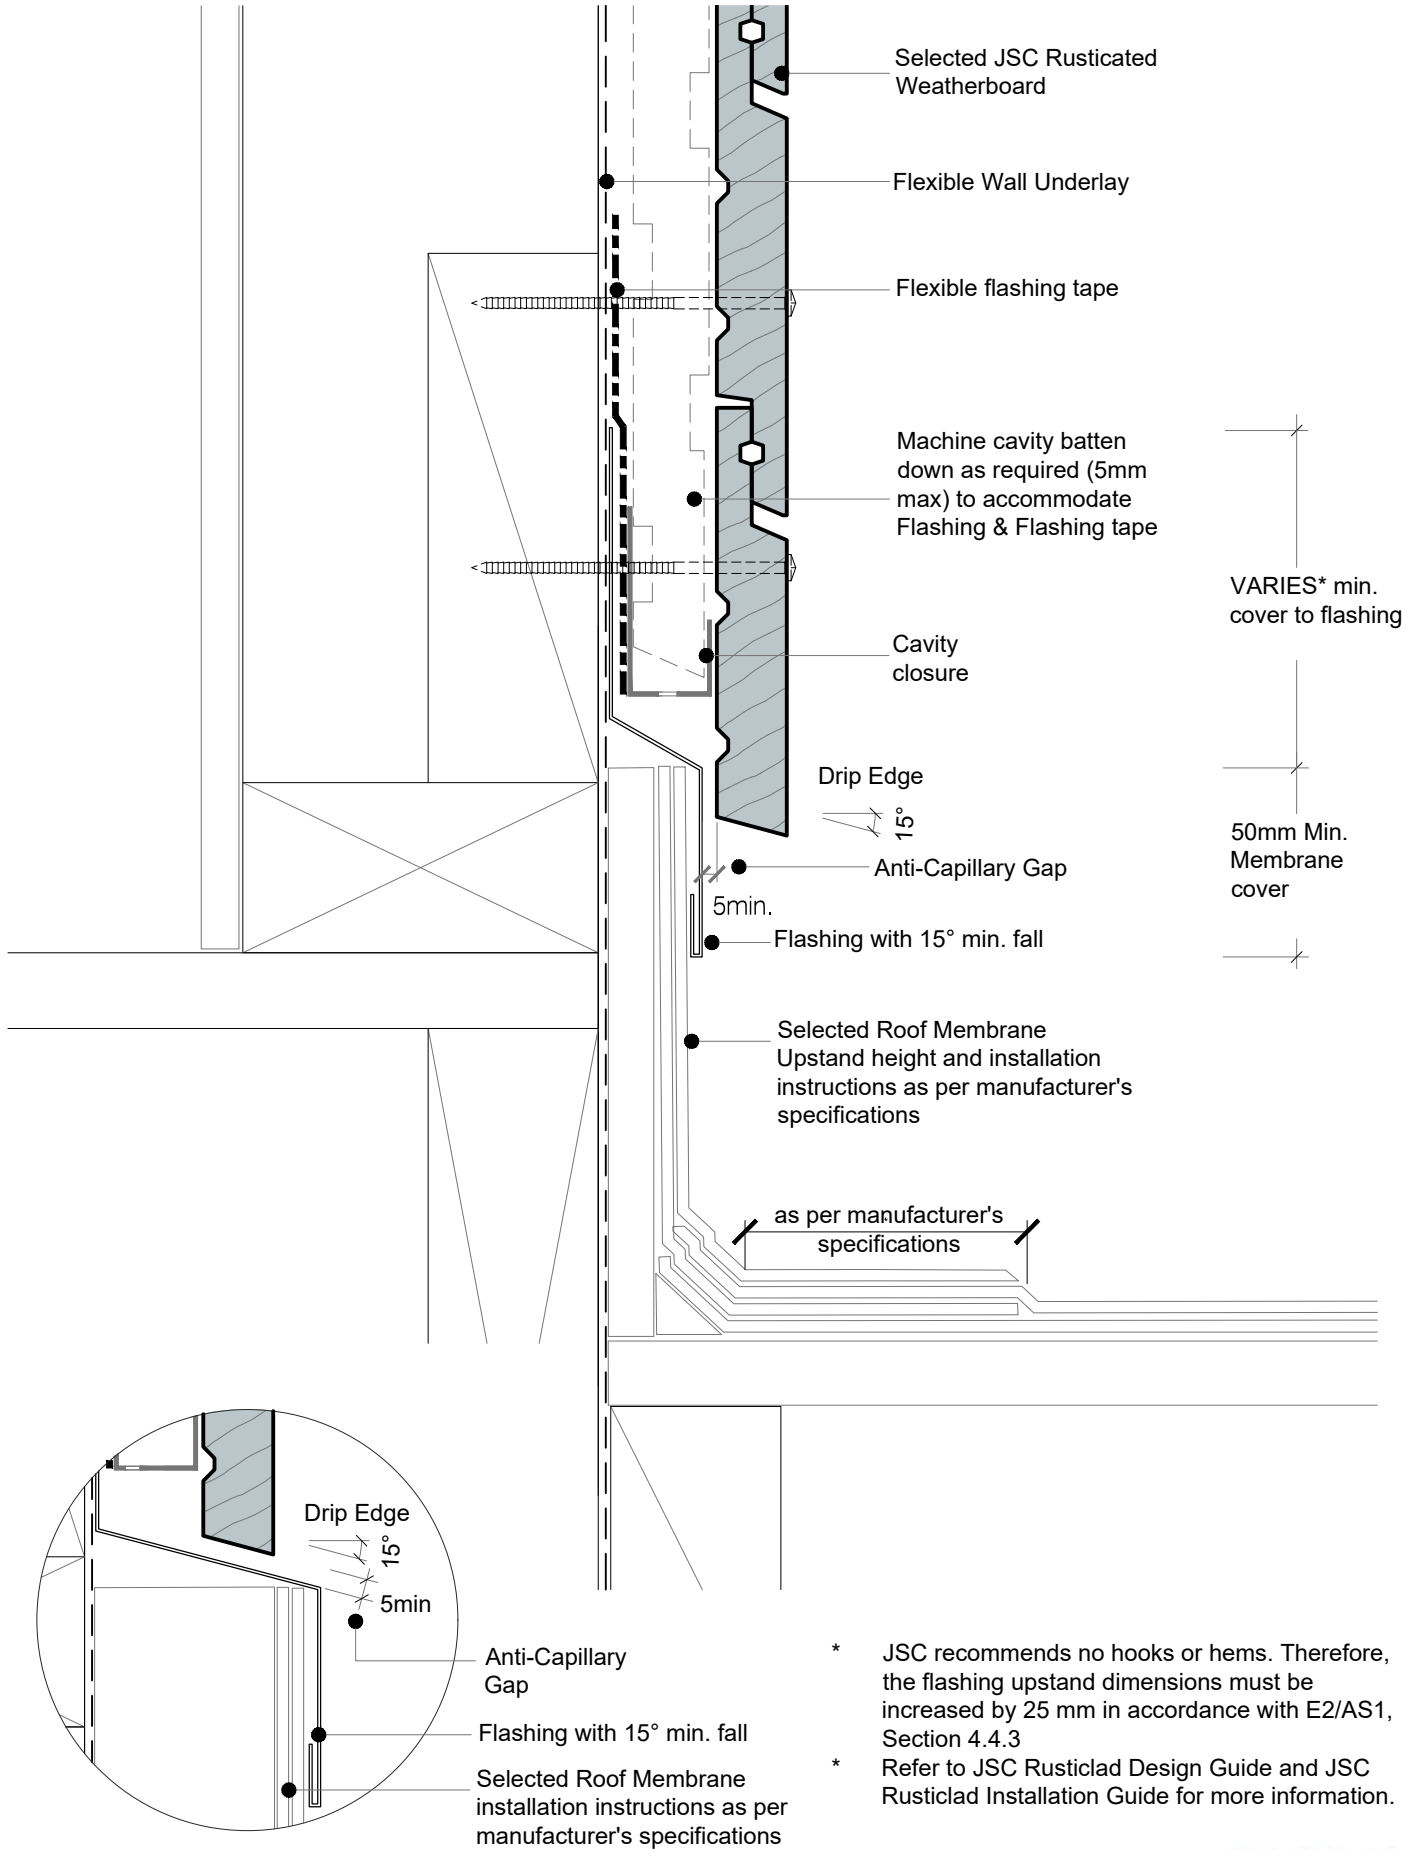 Selected JSC Rusticated
Weatherboard
Flexible Wall Underlay
Flexible flashing tape
Machine cavity batten
down as required (5mm
max) to accommodate
Flashing & Flashing tape
VARIES* min.
cover to flashing
Cavity
closure
Drip Edge
15°
50mm Min.
Membrane
cover
Anti-Capillary Gap
5min.
Flashing with 15° min. fall
Selected Roof Membrane
Upstand height and installation
instructions as per manufacturer's
specifications
as per manufacturer's
specifications
Drip Edge
15°
5min
Anti-Capillary
Gap
Flashing with 15° min. fall
Selected Roof Membrane
installation instructions as per
manufacturer's specifications
* JSC recommends no hooks or hems. Therefore,
the flashing upstand dimensions must be
increased by 25 mm in accordance with E2/AS1,
Section 4.4.3
* Refer to JSC Rusticlad Design Guide and JSC
Rusticlad Installation Guide for more information.